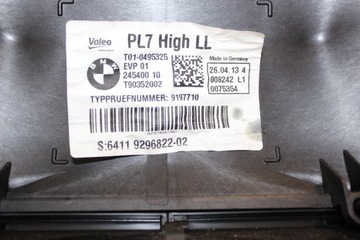 Valeo PL7 High LL
T01-0495325
EVP 01
245400 10
T90352002
Made in Germany
26.04.13 4
008242 L1
0075354
TYPPRUEFNUMMER: 9197710
S:6411 9296822-02